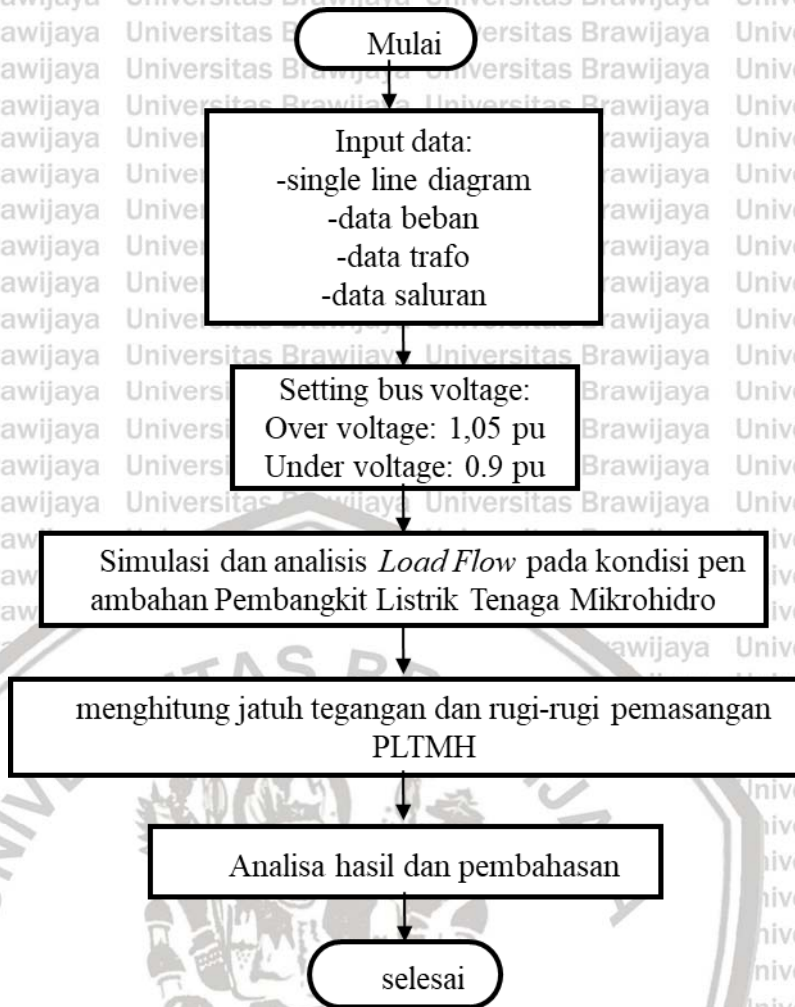 Mulai
Input data:
-single line diagram
-data beban
-data trafo
-data saluran
Setting bus voltage:
Over voltage: 1,05 pu
Under voltage: 0.9 pu
Simulasi dan analisis Load Flow pada kondisi pen
ambahan Pembangkit Listrik Tenaga Mikrohidro
menghitung jatuh tegangan dan rugi-rugi pemasangan
PLTMH
Analisa hasil dan pembahasan
selesai